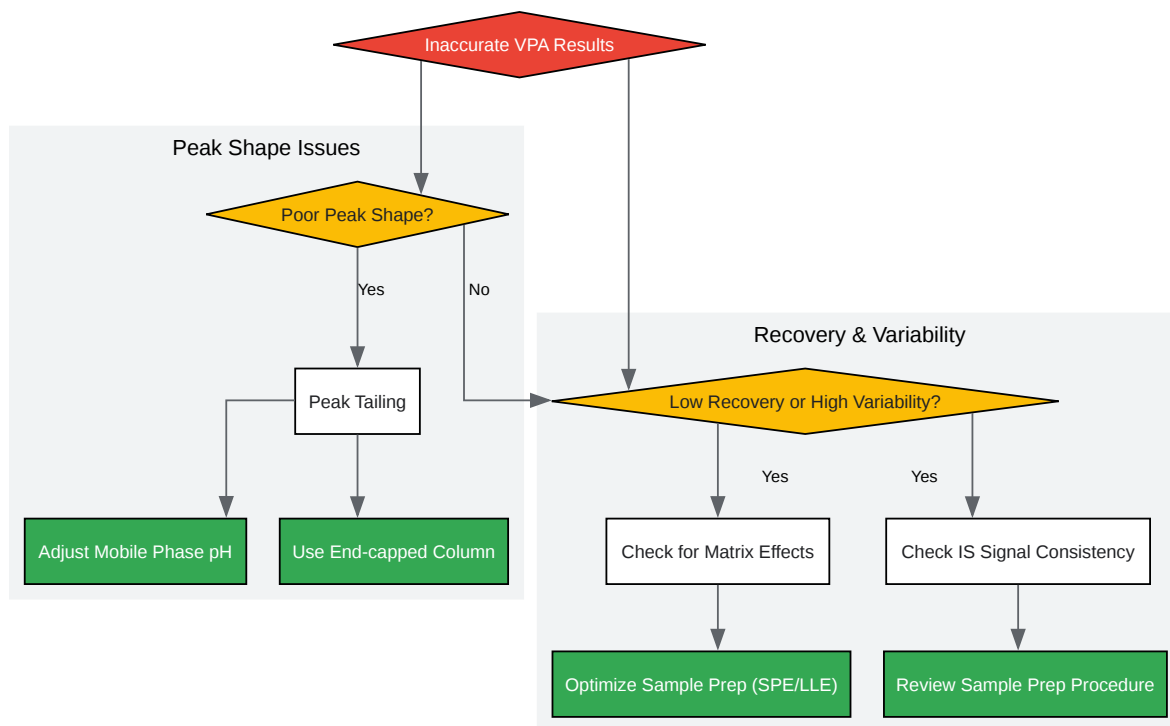 Inaccurate VPA Results
Peak Shape Issues
Poor Peak Shape?
Yes
No
Recovery & Variability
Peak Tailing
Low Recovery or High Variability?
Yes
Yes
Adjust Mobile Phase pH
Use End-capped Column
Check for Matrix Effects
Check IS Signal Consistency
Optimize Sample Prep (SPE/LLE)
Review Sample Prep Procedure